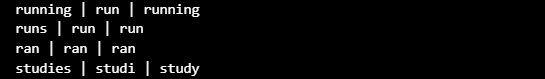 running | run | running
runs | run | run
ran | ran | ran
studies | studi | study